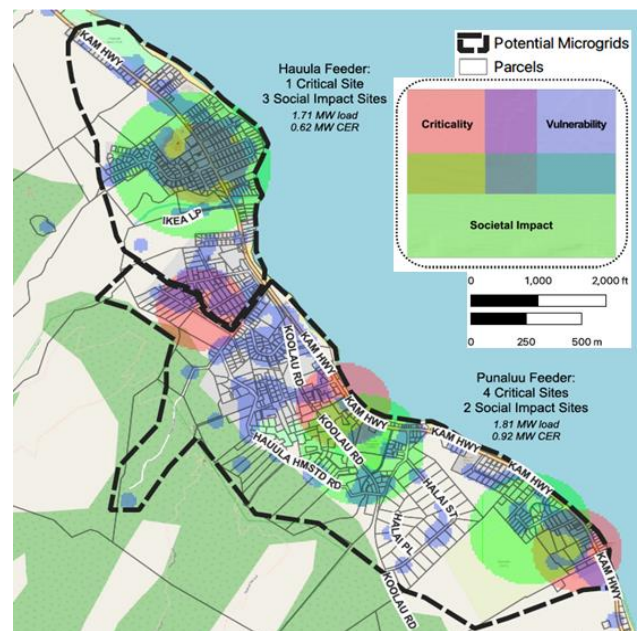 Potential Microgrids
Parcels
KAM HWY
Hauula Feeder:
1 Critical Site
3 Social Impact Sites
1.71 MW load
0.62 MW CER
Criticality
Vulnerability
Societal Impact
IKEA LP
0 1,000 2,000 ft
0 250 500 m
KOOLAU RD
KAM HWY
Punaluu Feeder:
4 Critical Sites
2 Social Impact Sites
1.81 MW load
0.92 MW CER
KAM HWY
KAM HWY
KOOLAU RD
KAM HWY
HAUULA HMSTD RD
HALAI ST
HALAI PL
KOOLAU RD
KAM HWY